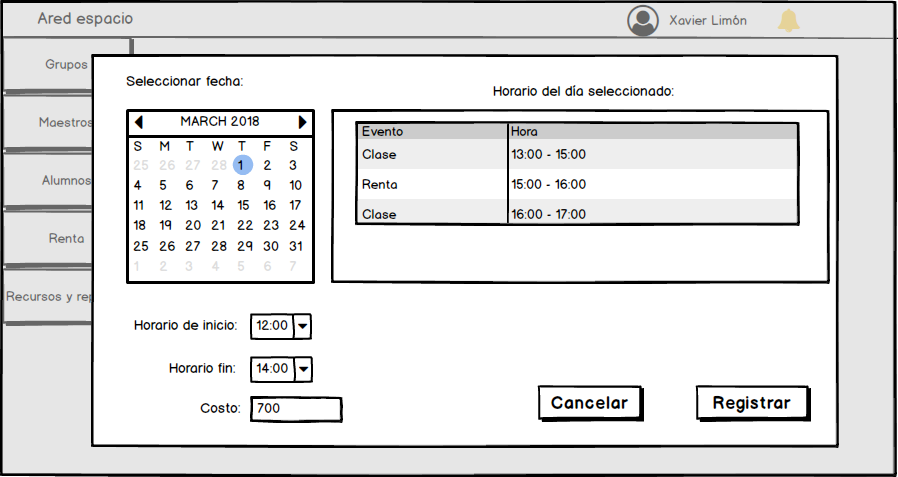 Ared espacio
Xavier Limón
Grupos
Maestros
Alumnos
Renta
Recursos y rep
Seleccionar fecha:
MARCH 2018
S M T W T F S
25 26 27 28 1 2 3
4 5 6 7 8 9 10
11 12 13 14 15 16 17
18 19 20 21 22 23 24
25 26 27 28 29 30 31
1 2 3 4 5 6 7
Horario del día seleccionado:
Evento Hora
Clase 13:00 - 15:00
Renta 15:00 - 16:00
Clase 16:00 - 17:00
Horario de inicio: 12:00
Horario fin: 14:00
Costo: 700
Cancelar
Registrar